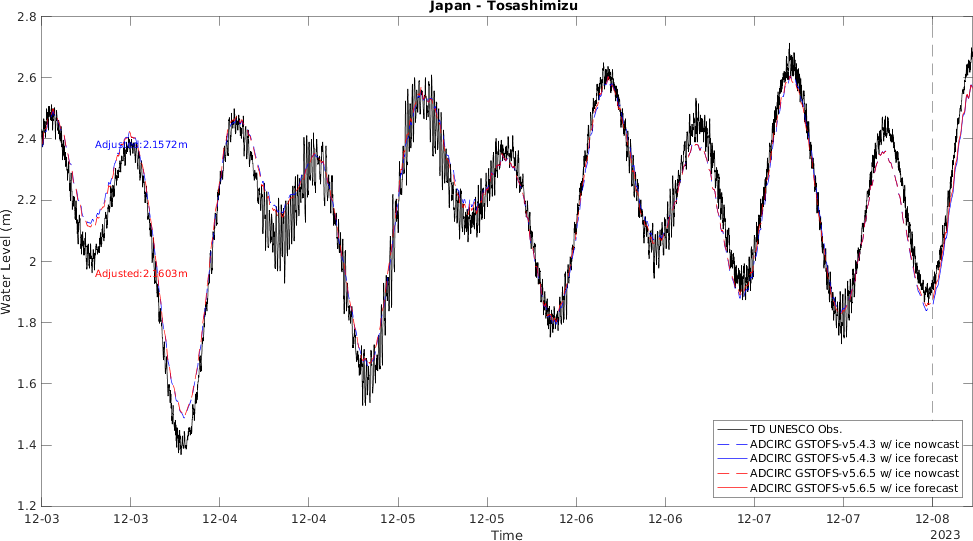 Japan - Tosashimizu
2.8
2.6
2.4
2.2
2
1.8
1.6
1.4
1.2
Water Level (m)
Adjusted:2.1572m
Adjusted:2.1603m
TD UNESCO Obs.
ADCIRC GSTOFS-v5.4.3 w/ ice nowcast
ADCIRC GSTOFS-v5.4.3 w/ ice forecast
ADCIRC GSTOFS-v5.6.5 w/ ice nowcast
ADCIRC GSTOFS-v5.6.5 w/ ice forecast
12-03 12-03 12-04 12-04 12-05 12-05 12-06 12-06 12-07 12-07 12-08
2023
Time